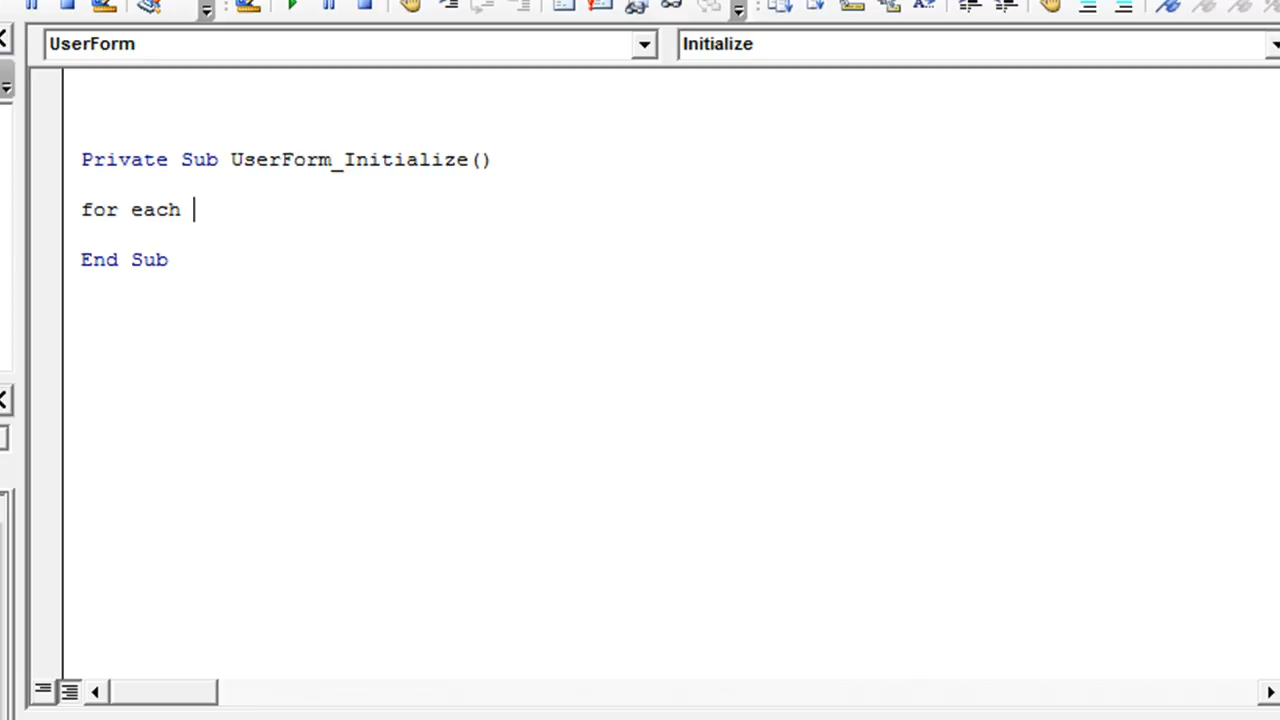 UserForm
Initialize
Private Sub UserForm_Initialize()
for each
End Sub